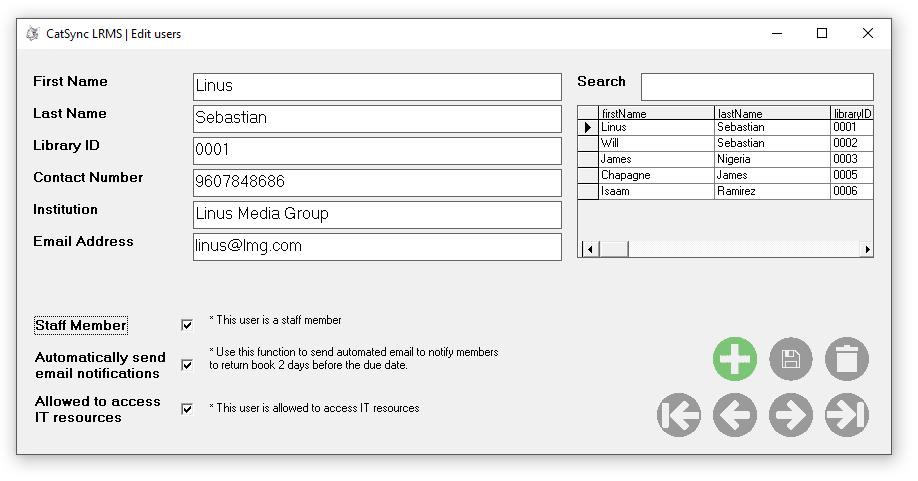 CatSync LRMS | Edit users
First Name
Linus
Last Name
Sebastian
Library ID
0001
Contact Number
9607848686
Institution
Linus Media Group
Email Address
linus@lmg.com
Search
firstName lastName libraryID
Linus Sebastian 0001
Will Sebastian 0002
James Nigeria 0003
Chapagne James 0005
Isaam Ramirez 0006
Staff Member
* This user is a staff member
Automatically send
email notifications
* Use this function to send automated email to notify members
to return book 2 days before the due date.
Allowed to access
IT resources
* This user is allowed to access IT resources